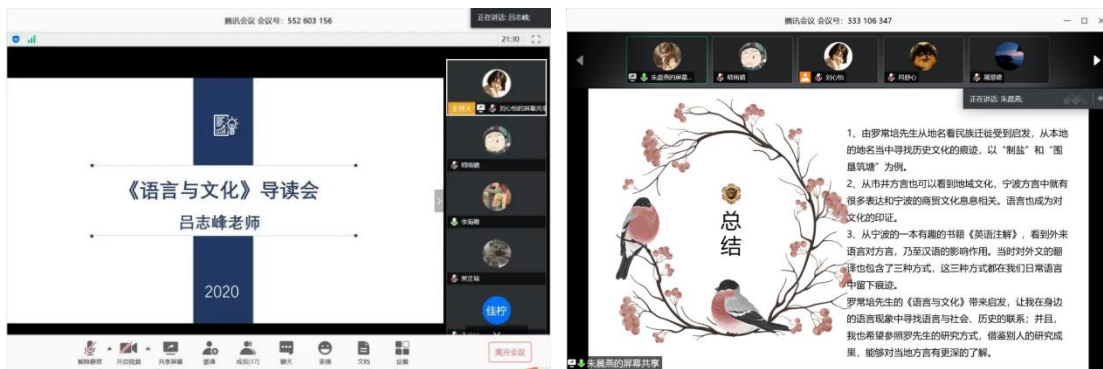 腾讯会议 会议号：552 603 156
正在讲话: 吕志峰;
21:30
《语言与文化》导读会
吕志峰老师
2020
主持人
刘心怡的屏幕共享
李海楠
佳柠
解除静音
开启视频
共享屏幕
邀请
成员(17)
聊天
表情
文档
设置
离开会议
腾讯会议 会议号：333 106 347
朱晨燕的屏幕...
刘心怡
正在讲话: 朱晨燕;
总结
1、由罗常培先生从地名看民族迁徙受到启发，从本地
的地名当中寻找历史文化的痕迹，以“制盐”和“围
垦筑塘”为例。
2、从市井方言也可以看到地域文化，宁波方言中就有
很多表达和宁波的商贸文化息息相关。语言也成为对
文化的印证。
3、从宁波的一本有趣的书籍《英语注解》，看到外来
语言对方言，乃至汉语的影响作用。当时对外文的翻
译也包含了三种方式，这三种方式都在我们日常语言
中留下痕迹。
罗常培先生的《语言与文化》带来启发，让我在身边
的语言现象中寻找语言与社会、历史的联系；并且，
我也希望参照罗先生的研究方式，借鉴别人的研究成
果，能够对当地方言有更深的了解。
朱晨燕的屏幕共享